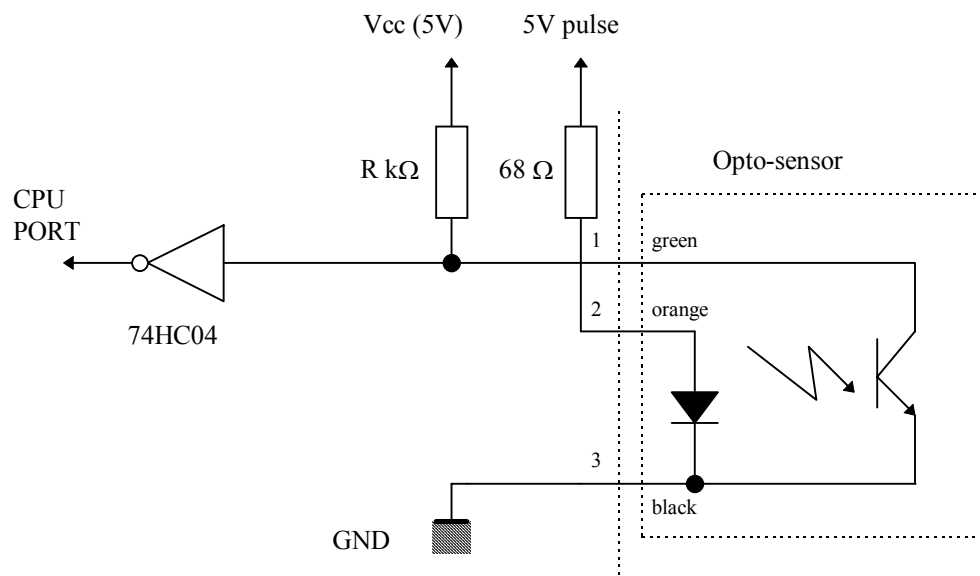 Vcc (5V)
5V pulse
R kΩ
68 Ω
Opto-sensor
CPU
PORT
1
green
2
orange
74HC04
3
black
GND